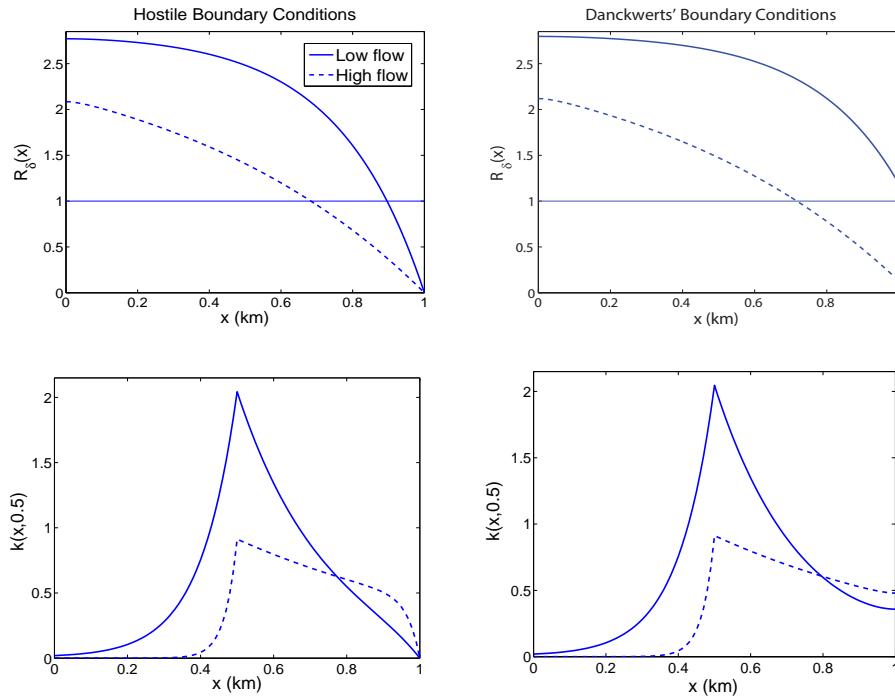 Hostile Boundary Conditions
R_δ(x)
2.5
2
1.5
1
0.5
0
Low flow
High flow
0 0.2 0.4 0.6 0.8 1
x (km)
Danckwerts' Boundary Conditions
R_δ(x)
2.5
2
1.5
1
0.5
0
0 0.2 0.4 0.6 0.8
x (km)
k(x,0.5)
2
1.5
1
0.5
0
0 0.2 0.4 0.6 0.8 1
x (km)
k(x,0.5)
2
1.5
1
0.5
0
0 0.2 0.4 0.6 0.8 1
x (km)